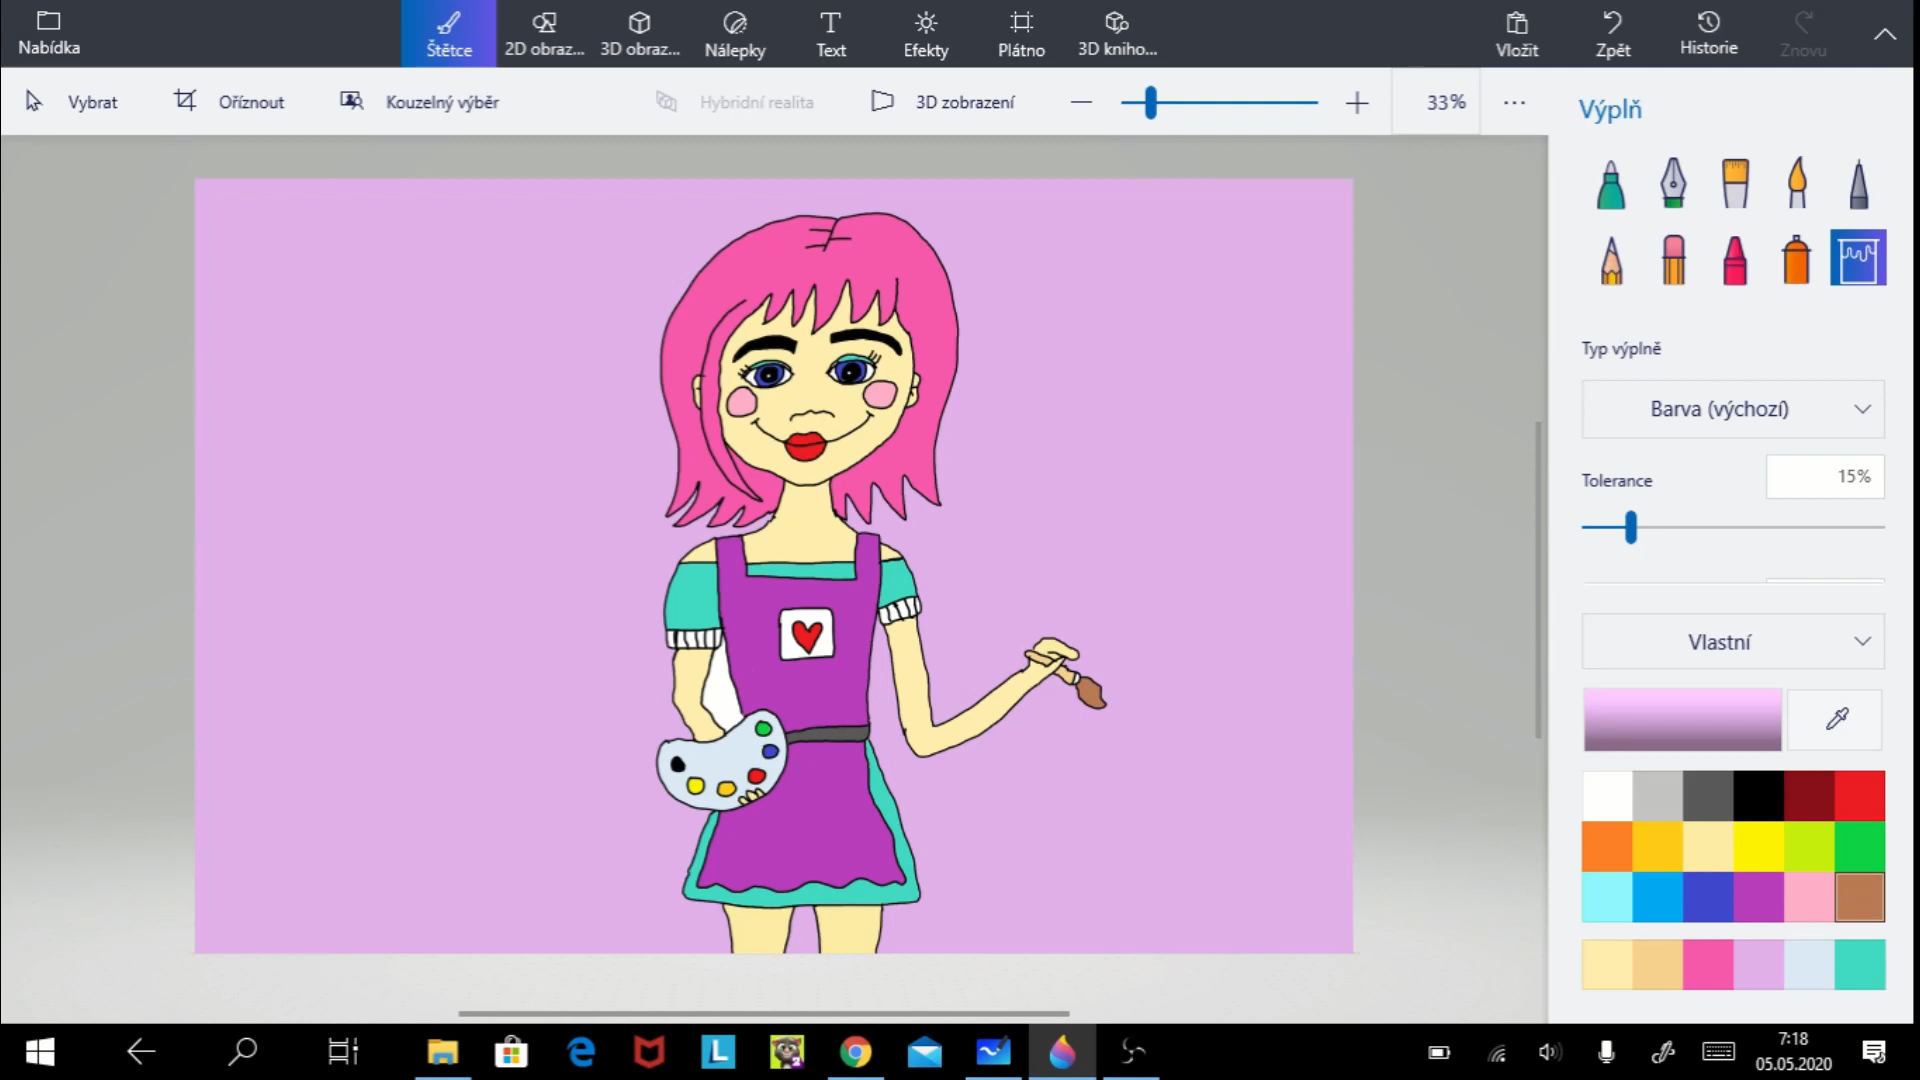 Nabídka
Štětce
2D obraz...
3D obraz...
Nálepky
Text
Efekty
Plátno
3D kniho...
Vložit
Zpět
Historie
Znovu
Vybrat
Oříznout
Kouzelný výběr
Hybridní realita
3D zobrazení
33%
Výplň
Typ výplně
Barva (výchozí)
Tolerance
15%
Vlastní
L
2
7:18
05.05.2020